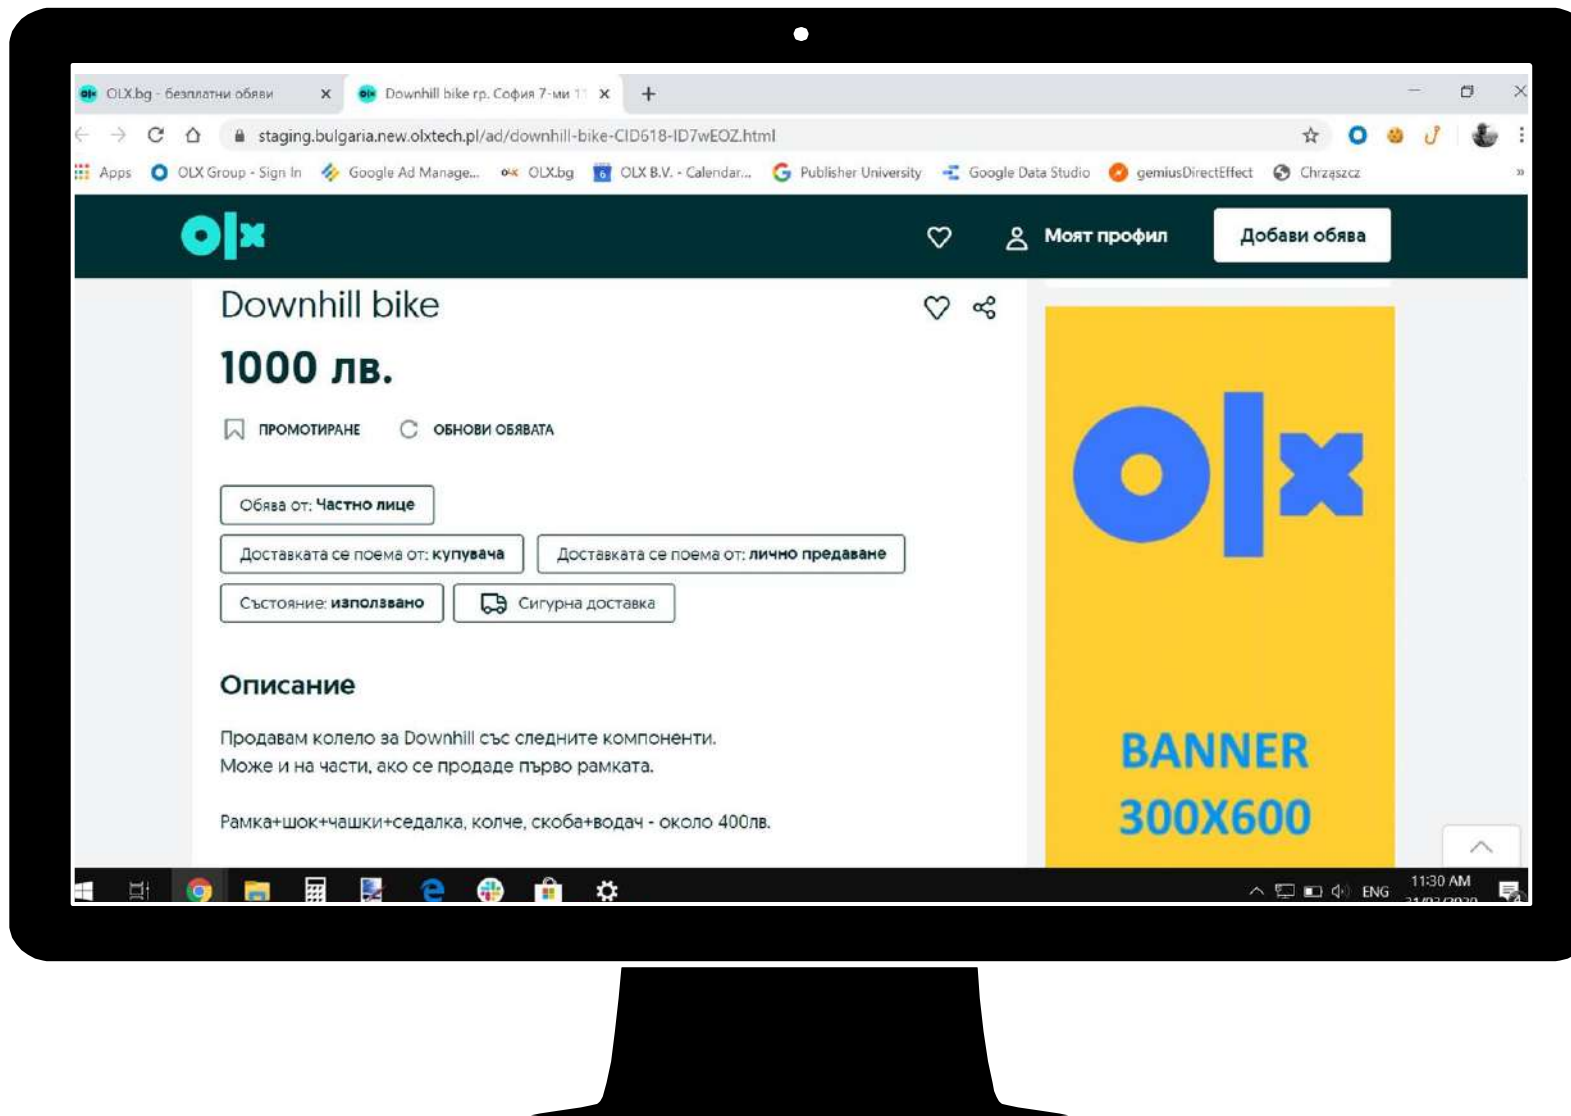 OLX.bg - безплатни обяви
Downhill bike гр. София 7-ми 11
staging.bulgaria.new.olxtech.pl/ad/downhill-bike-CID618-ID7wEOZ.html
Apps OLX Group - Sign In Google Ad Manage... OLX.bg OLX B.V. - Calendar... Publisher University Google Data Studio gemiusDirectEffect Chrząszcz »
olx Моят профил Добави обява
Downhill bike
1000 лв.
ПРОМОТИРАНЕ ОБНОВИ ОБЯВАТА
Обява от: Частно лице
Доставката се поема от: купувача Доставката се поема от: лично предаване
Състояние: използвано Сигурна доставка
Описание
Продавам колело за Downhill със следните компоненти.
Може и на части, ако се продаде първо рамката.
Рамка+шок+чашки+седалка, колче, скоба+водач - около 400лв.
olx
BANNER
300X600
ENG 11:30 AM